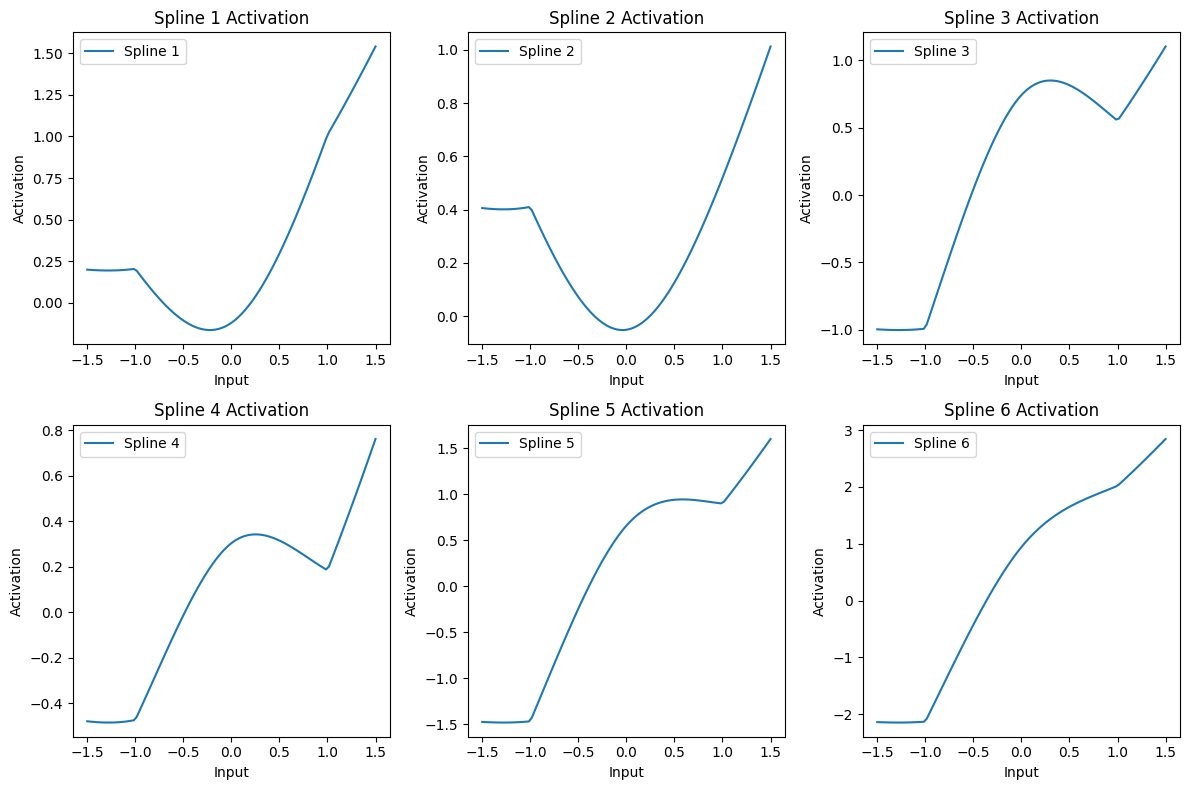 Spline 1 Activation
Spline 1
Activation
1.50
1.25
1.00
0.75
0.50
0.25
0.00
−1.5 −1.0 −0.5 0.0 0.5 1.0 1.5
Input
Spline 2 Activation
Spline 2
Activation
1.0
0.8
0.6
0.4
0.2
0.0
−1.5 −1.0 −0.5 0.0 0.5 1.0 1.5
Input
Spline 3 Activation
Spline 3
Activation
1.0
0.5
0.0
−0.5
−1.0
−1.5 −1.0 −0.5 0.0 0.5 1.0 1.5
Input
Spline 4 Activation
Spline 4
Activation
0.8
0.6
0.4
0.2
0.0
−0.2
−0.4
−1.5 −1.0 −0.5 0.0 0.5 1.0 1.5
Input
Spline 5 Activation
Spline 5
Activation
1.5
1.0
0.5
0.0
−0.5
−1.0
−1.5
−1.5 −1.0 −0.5 0.0 0.5 1.0 1.5
Input
Spline 6 Activation
Spline 6
Activation
3
2
1
0
−1
−2
−1.5 −1.0 −0.5 0.0 0.5 1.0 1.5
Input